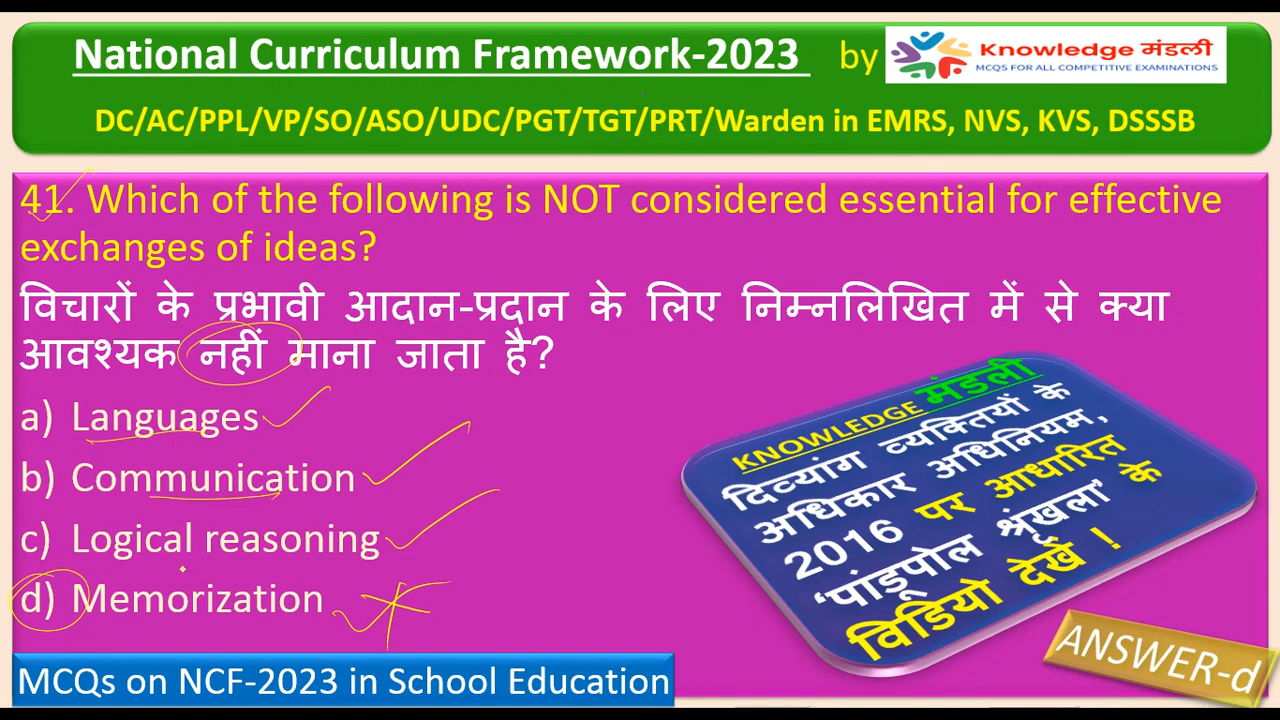 National Curriculum Framework-2023 by Knowledge मंडली
MCQS FOR ALL COMPETITIVE EXAMINATIONS
DC/AC/PPL/VP/SO/ASO/UDC/PGT/TGT/PRT/Warden in EMRS, NVS, KVS, DSSSB
41. Which of the following is NOT considered essential for effective
exchanges of ideas?
विचारों के प्रभावी आदान-प्रदान के लिए निम्नलिखित में से क्या
आवश्यक नहीं माना जाता है?
a) Languages
b) Communication
c) Logical reasoning
d) Memorization
KNOWLEDGE मंडली
दिव्यांग व्यक्तियों के
अधिकार अधिनियम,
2016 पर आधारित
‘पांडूपोल श्रृंखला’ के
विडियो देखें !
ANSWER-d
MCQs on NCF-2023 in School Education